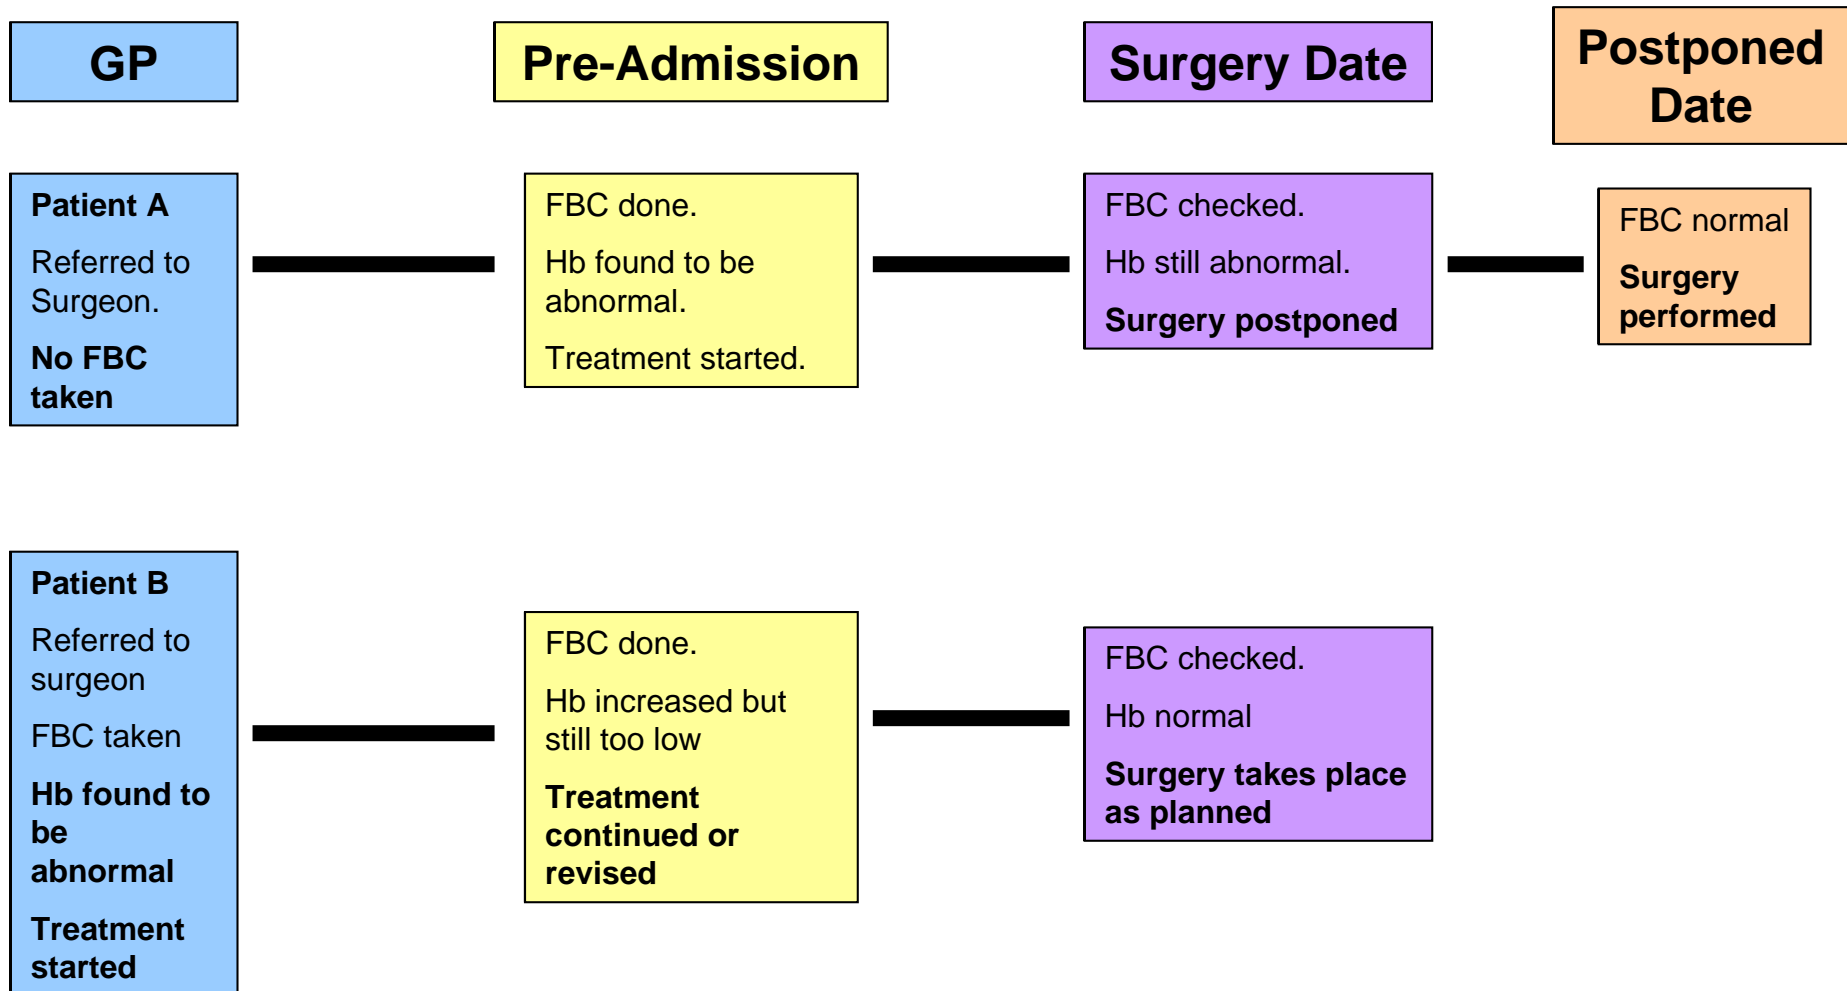 GP
Pre-Admission
Surgery Date
Postponed
Date
Patient A
Referred to
Surgeon.
No FBC
taken
FBC done.
Hb found to be
abnormal.
Treatment started.
FBC checked.
Hb still abnormal.
Surgery postponed
FBC normal
Surgery
performed
Patient B
Referred to
surgeon
FBC taken
Hb found to
be
abnormal
Treatment
started
FBC done.
Hb increased but
still too low
Treatment
continued or
revised
FBC checked.
Hb normal
Surgery takes place
as planned